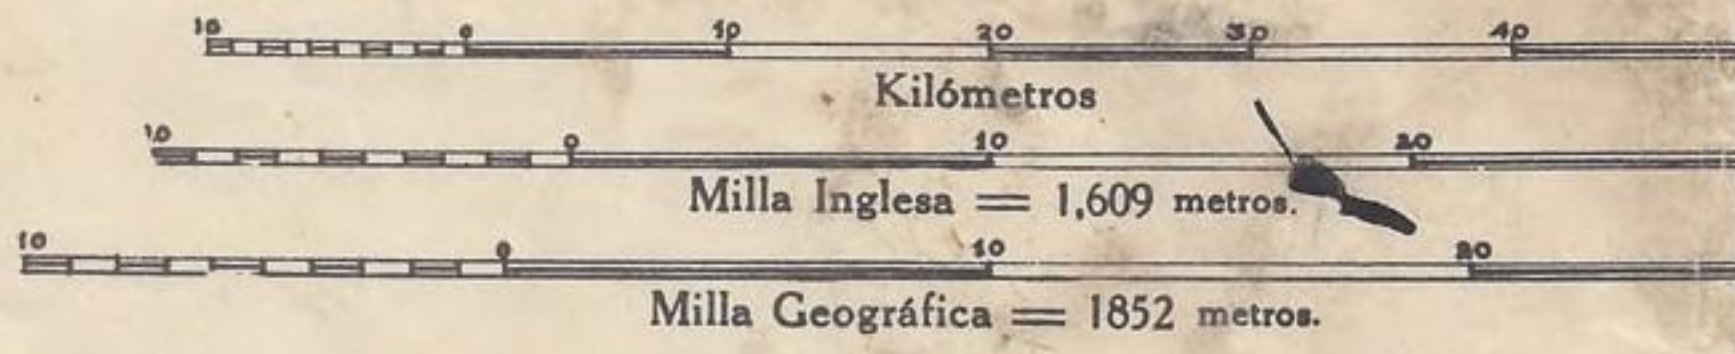 10 0 10 20 30 40
Kilómetros
10 0 10 20
Milla Inglesa = 1,609 metros.
10 0 10 20
Milla Geográfica = 1852 metros.